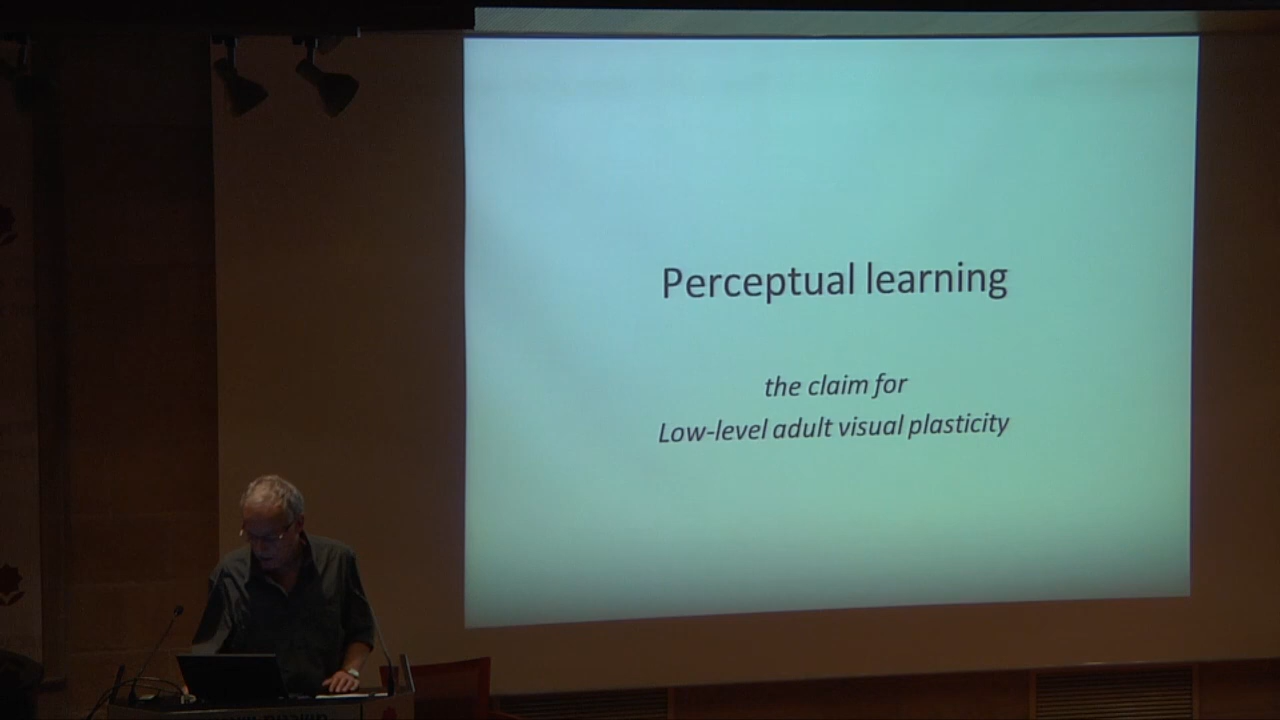 Perceptual learning
the claim for
Low-level adult visual plasticity